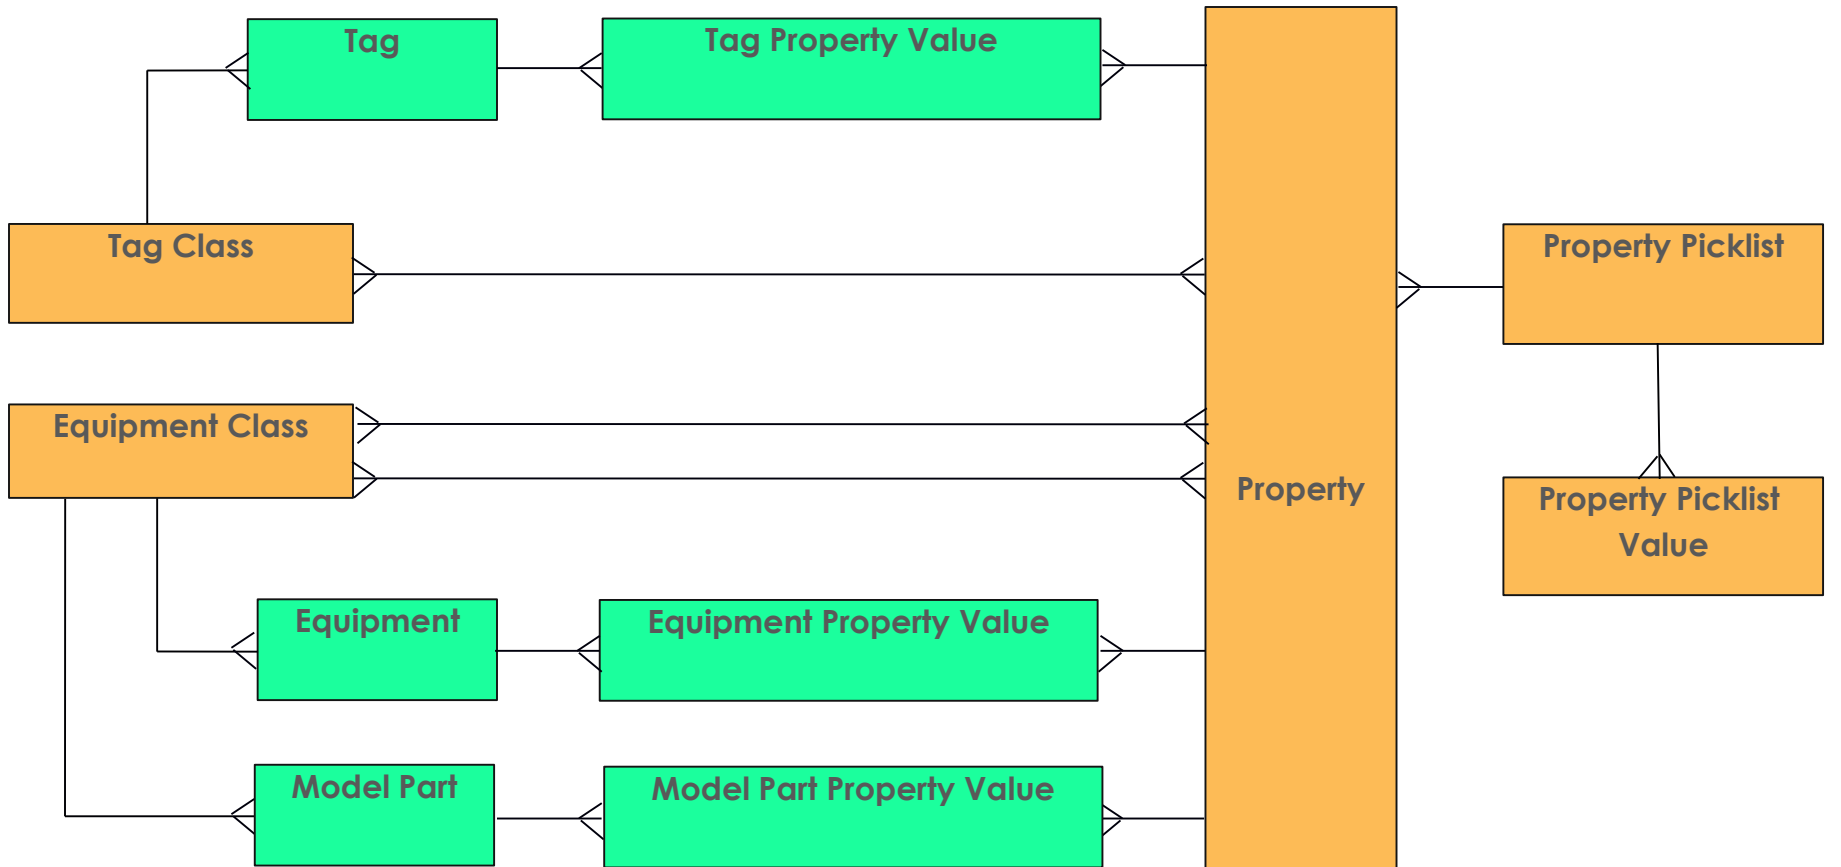 Tag
Tag Property Value
Tag Class
Property Picklist
Equipment Class
Property
Property Picklist
Value
Equipment
Equipment Property Value
Model Part
Model Part Property Value